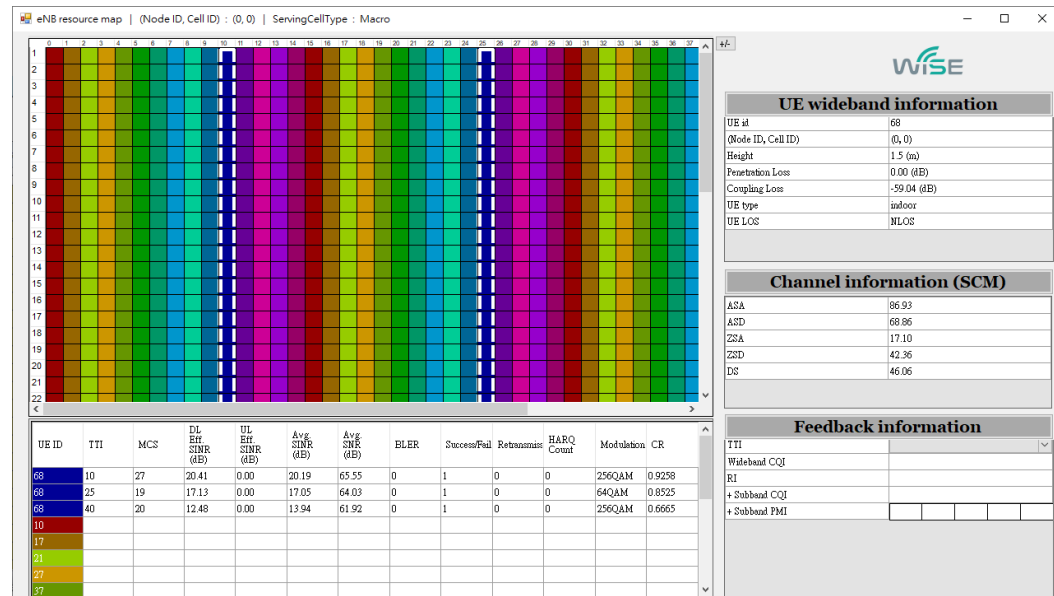 eNB resource map | (Node ID, Cell ID) : (0, 0) | ServingCellType : Macro
0 1 2 3 4 5 6 7 8 9 10 11 12 13 14 15 16 17 18 19 20 21 22 23 24 25 26 27 28 29 30 31 32 33 34 35 36 37
1
2
3
4
5
6
7
8
9
10
11
12
13
14
15
16
17
18
19
20
21
22
+/-
WiSE
UE wideband information
UE id 68
(Node ID, Cell ID) (0, 0)
Height 1.5 (m)
Penetration Loss 0.00 (dB)
Coupling Loss -59.04 (dB)
UE type indoor
UE LOS NLOS
Channel information (SCM)
ASA 86.93
ASD 68.86
ZSA 17.10
ZSD 42.36
DS 46.06
Feedback information
TTI
Wideband CQI
RI
+ Subband CQI
+ Subband PMI
UE ID TTI MCS DL Eff. SINR (dB) UL Eff. SINR (dB) Avg. SINR (dB) Avg. SNR (dB) BLER Success/Fail Retransmiss HARQ Count Modulation CR
68 10 27 20.41 0.00 20.19 65.55 0 1 0 0 256QAM 0.9258
68 25 19 17.13 0.00 17.05 64.03 0 1 0 0 64QAM 0.8525
68 40 20 12.48 0.00 13.94 61.92 0 1 0 0 256QAM 0.6665
10
17
21
27
37